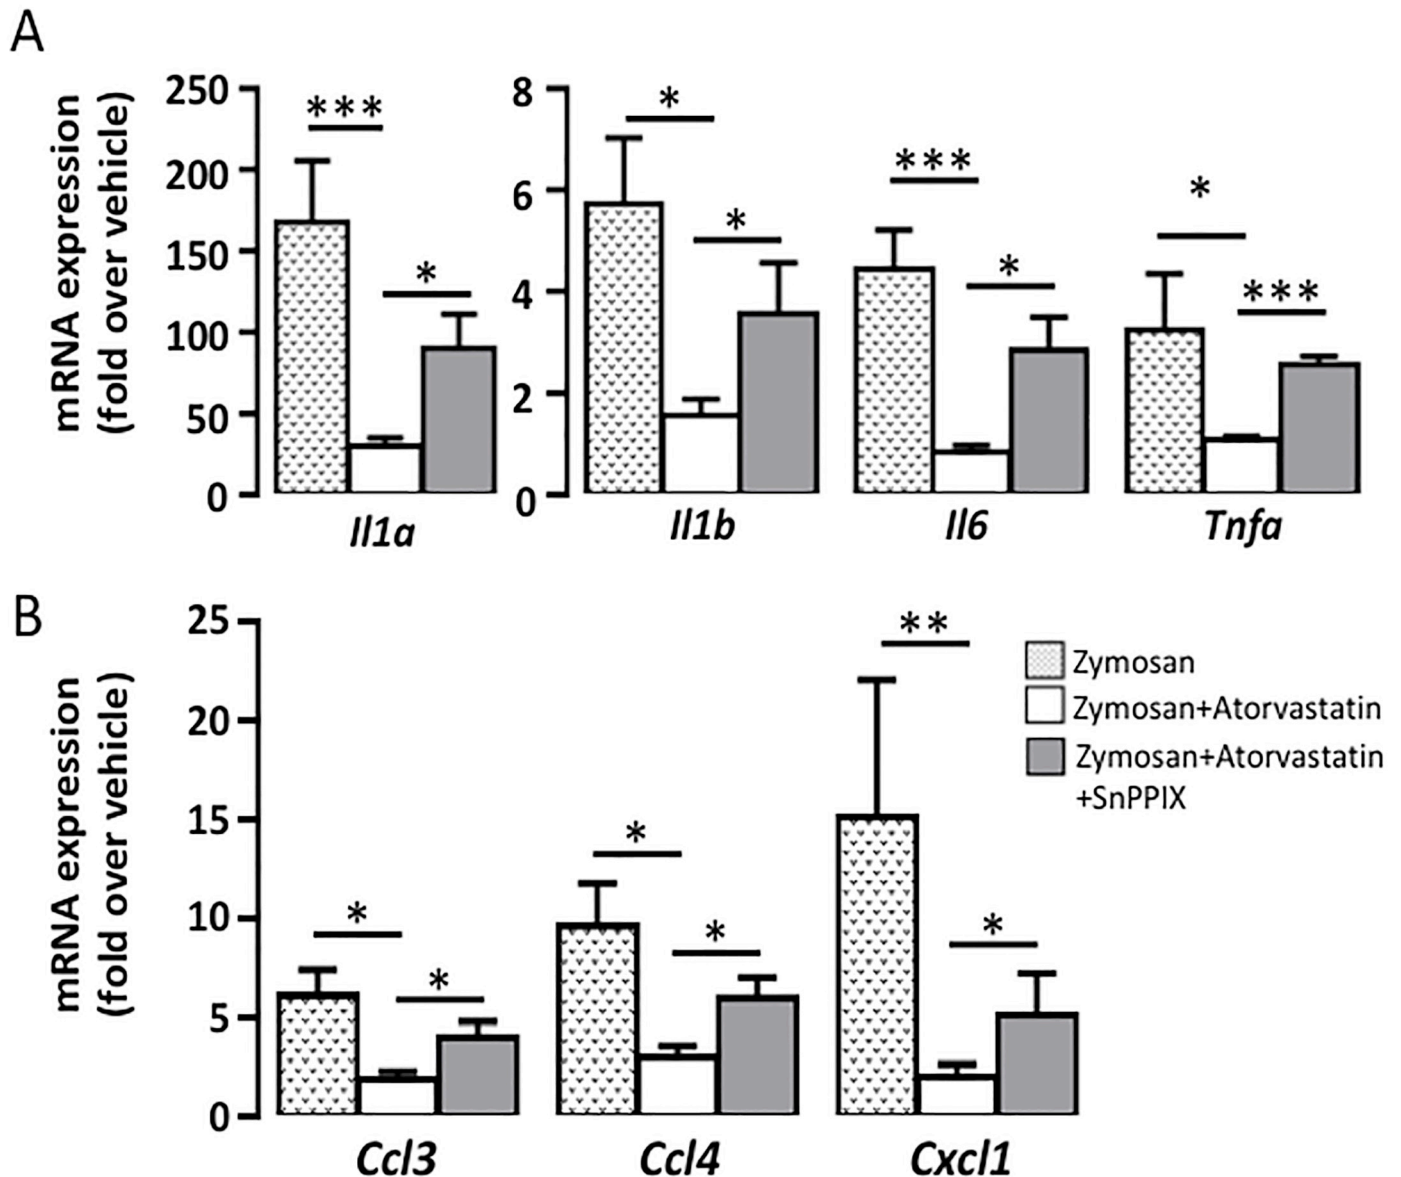 A
mRNA expression
(fold over vehicle)
250
200
150
100
50
0
***
*
Il1a
8
6
4
2
0
*
*
Il1b
***
*
Il6
*
***
Tnfa
B
mRNA expression
(fold over vehicle)
25
20
15
10
5
0
*
*
Ccl3
*
*
Ccl4
**
*
Cxcl1
Zymosan
Zymosan+Atorvastatin
Zymosan+Atorvastatin
+SnPPIX